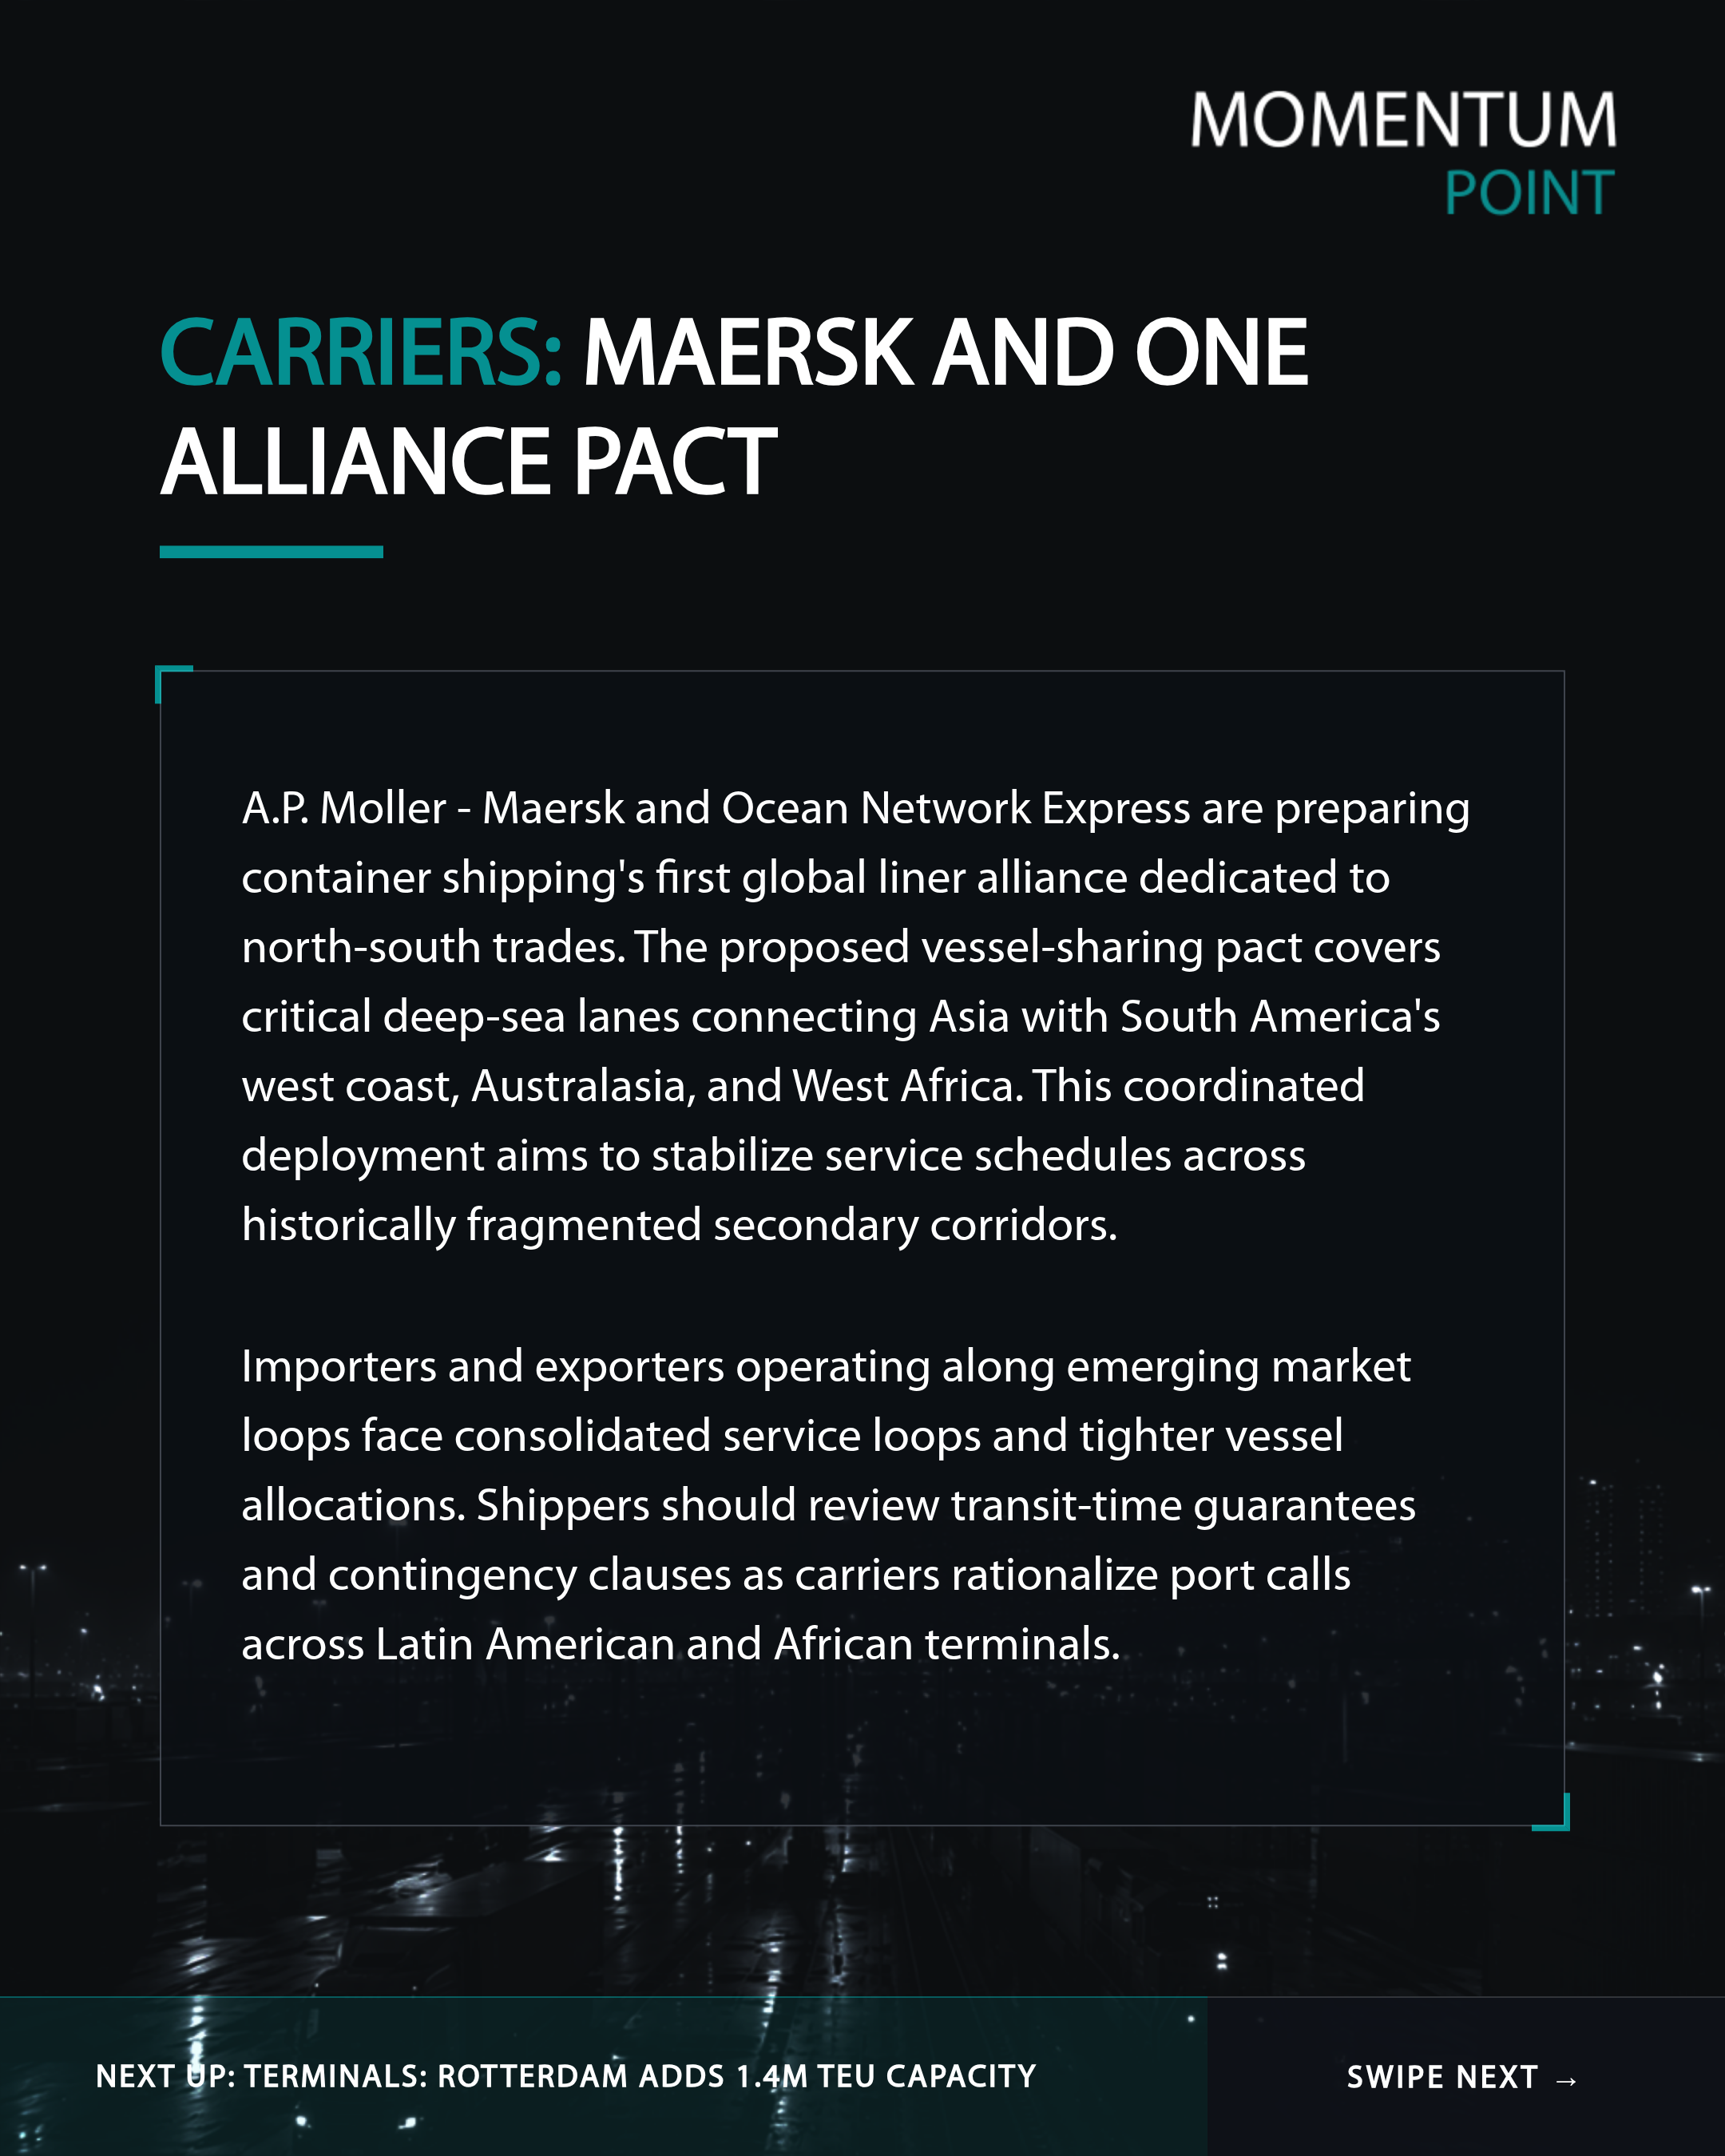 MOMENTUM
POINT
CARRIERS: MAERSK AND ONE
ALLIANCE PACT
A.P. Moller - Maersk and Ocean Network Express are preparing
container shipping's first global liner alliance dedicated to
north-south trades. The proposed vessel-sharing pact covers
critical deep-sea lanes connecting Asia with South America's
west coast, Australasia, and West Africa. This coordinated
deployment aims to stabilize service schedules across
historically fragmented secondary corridors.
Importers and exporters operating along emerging market
loops face consolidated service loops and tighter vessel
allocations. Shippers should review transit-time guarantees
and contingency clauses as carriers rationalize port calls
across Latin American and African terminals.
NEXT UP: TERMINALS: ROTTERDAM ADDS 1.4M TEU CAPACITY
SWIPE NEXT →